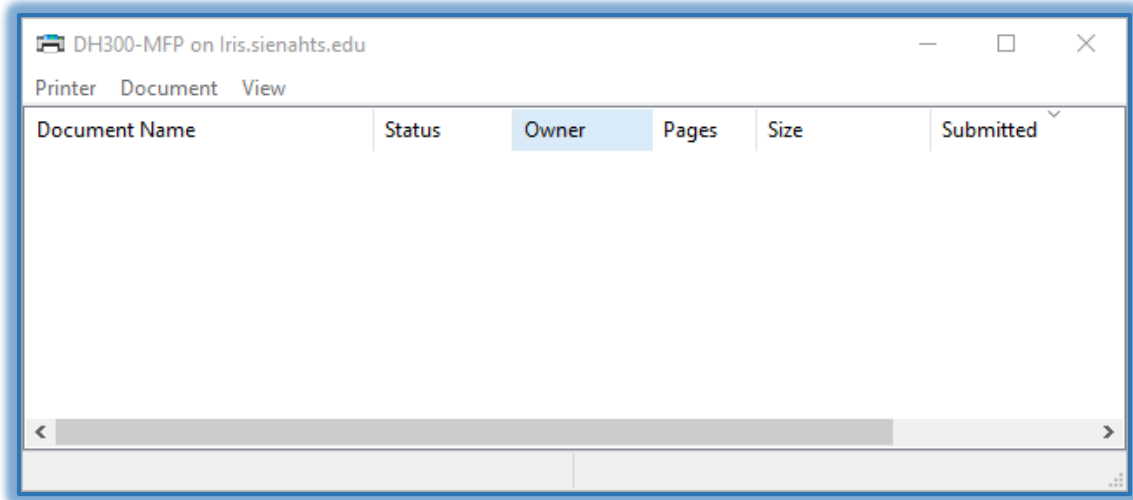 DH300-MFP on Iris.sienahts.edu
Printer Document View
Document Name Status Owner Pages Size Submitted